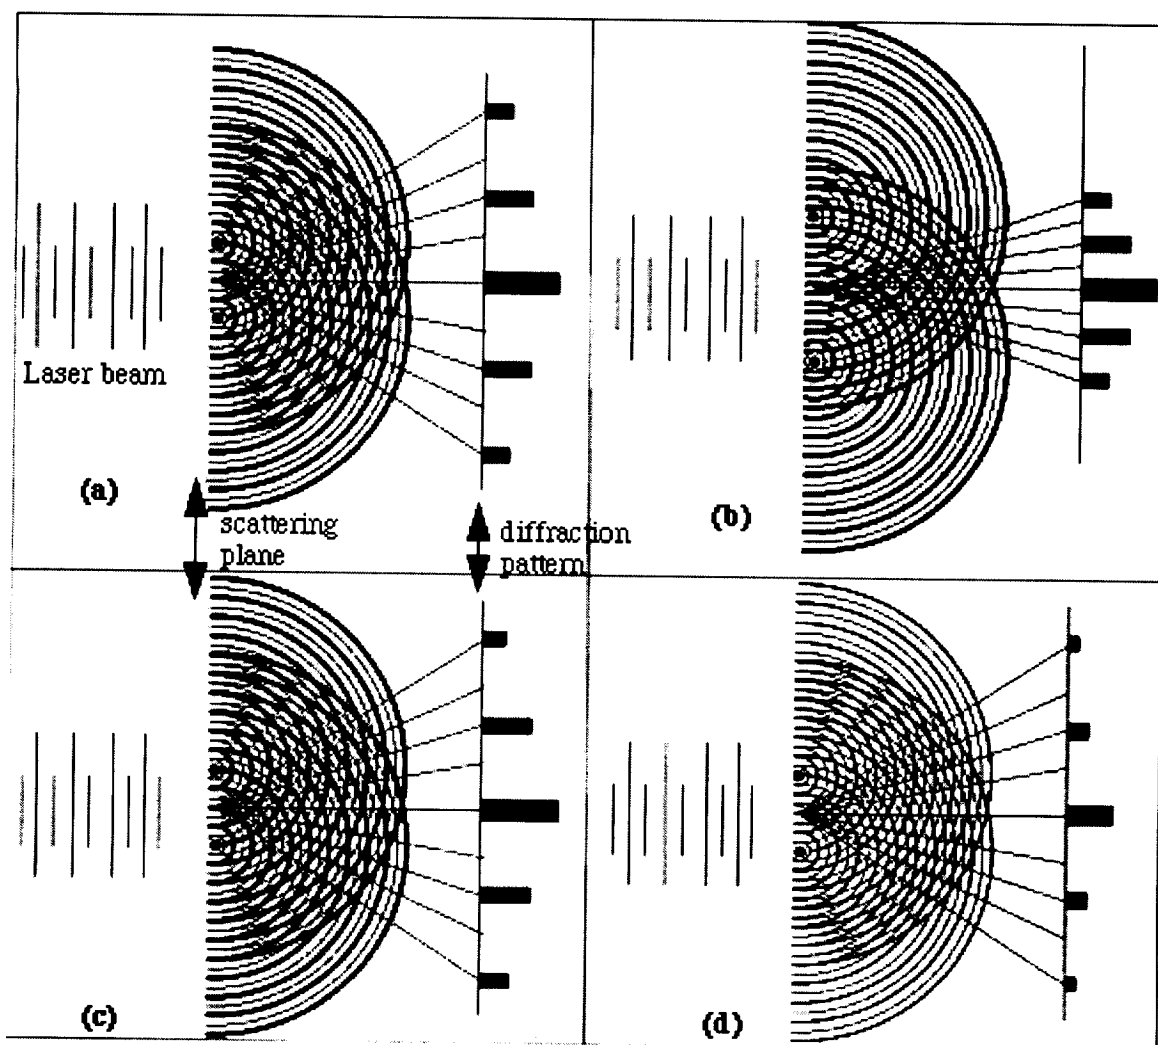 Laser beam
(a)
(b)
scattering
plane
diffraction
pattern
(c)
(d)